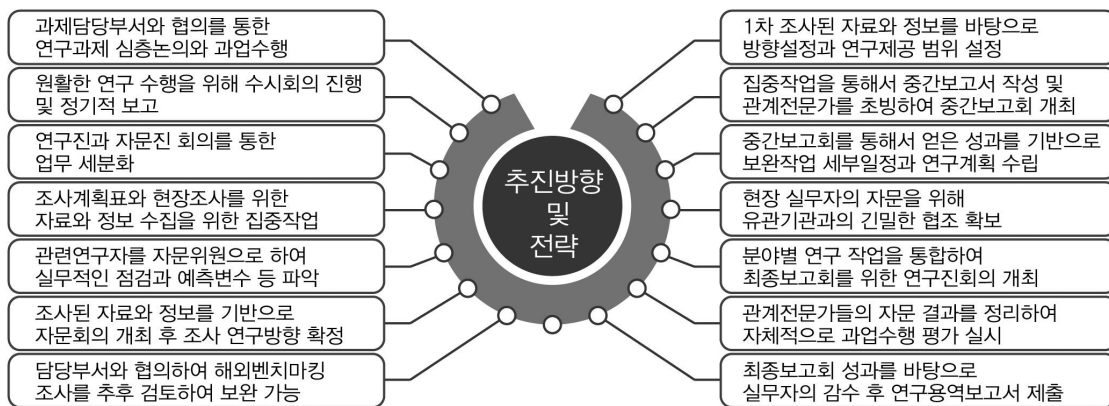 과제담당부서와 협의를 통한
연구과제 심층논의와 과업수행
원활한 연구 수행을 위해 수시회의 진행
및 정기적 보고
연구진과 자문진 회의를 통한
업무 세분화
조사계획표와 현장조사를 위한
자료와 정보 수집을 위한 집중작업
관련연구자를 자문위원으로 하여
실무적인 점검과 예측변수 등 파악
조사된 자료와 정보를 기반으로
자문회의 개최 후 조사 연구방향 확정
담당부서와 협의하여 해외벤치마킹
조사를 추후 검토하여 보완 가능
추진방향
및
전략
1차 조사된 자료와 정보를 바탕으로
방향설정과 연구제공 범위 설정
집중작업을 통해서 중간보고서 작성 및
관계전문가를 초빙하여 중간보고회 개최
중간보고회를 통해서 얻은 성과를 기반으로
보완작업 세부일정과 연구계획 수립
현장 실무자의 자문을 위해
유관기관과의 긴밀한 협조 확보
분야별 연구 작업을 통합하여
최종보고회를 위한 연구진회의 개최
관계전문가들의 자문 결과를 정리하여
자체적으로 과업수행 평가 실시
최종보고회 성과를 바탕으로
실무자의 감수 후 연구용역보고서 제출